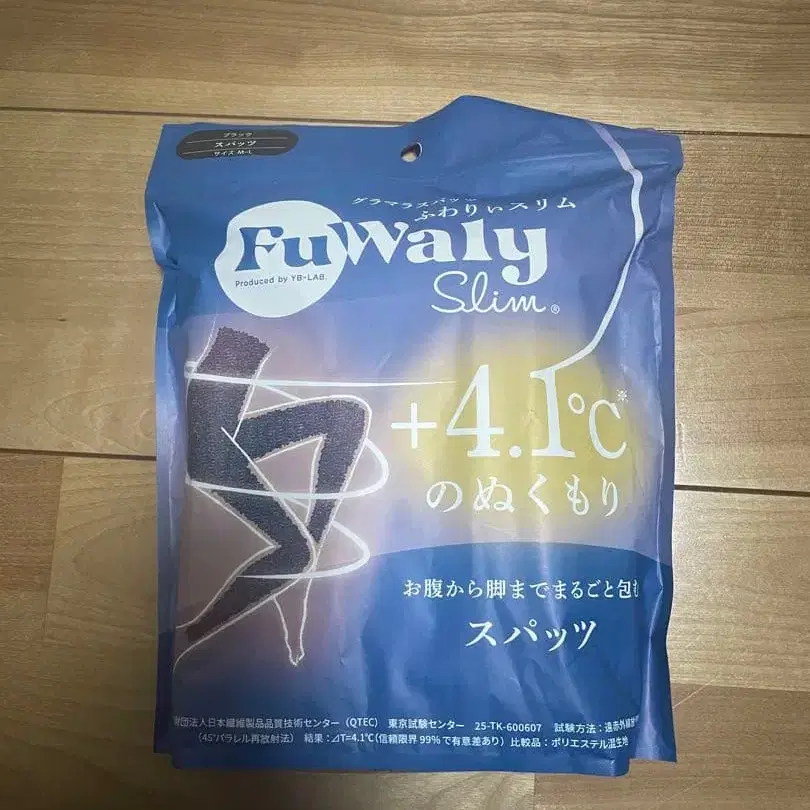 ブラック
スパッツ
サイズ M-L
グラマラスパッツ
ふわりぃスリム
Fuwaly
Produced by YB-LAB.
Slim®
+4.1℃※
のぬくもり
お腹から脚までまるごと包む
スパッツ
財団法人日本繊維製品品質技術センター（QTEC） 東京試験センター 25-TK-600607 試験方法：遠赤外線放
（45°パラレル再放射法） 結果：⊿T=4.1℃（信頼限界99%で有意差あり）比較品：ポリエステル混生地